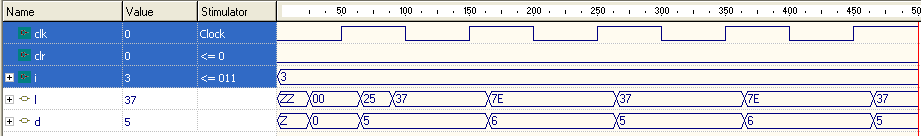 Name Value Stimulator 50 100 150 200 250 300 350 400 450 50
clk 0 Clock
clr 0 <= 0
i 3 <= 011 3
l 37 ZZ 00 25 37 7E 37 7E 37
d 5 Z 0 5 6 5 6 5